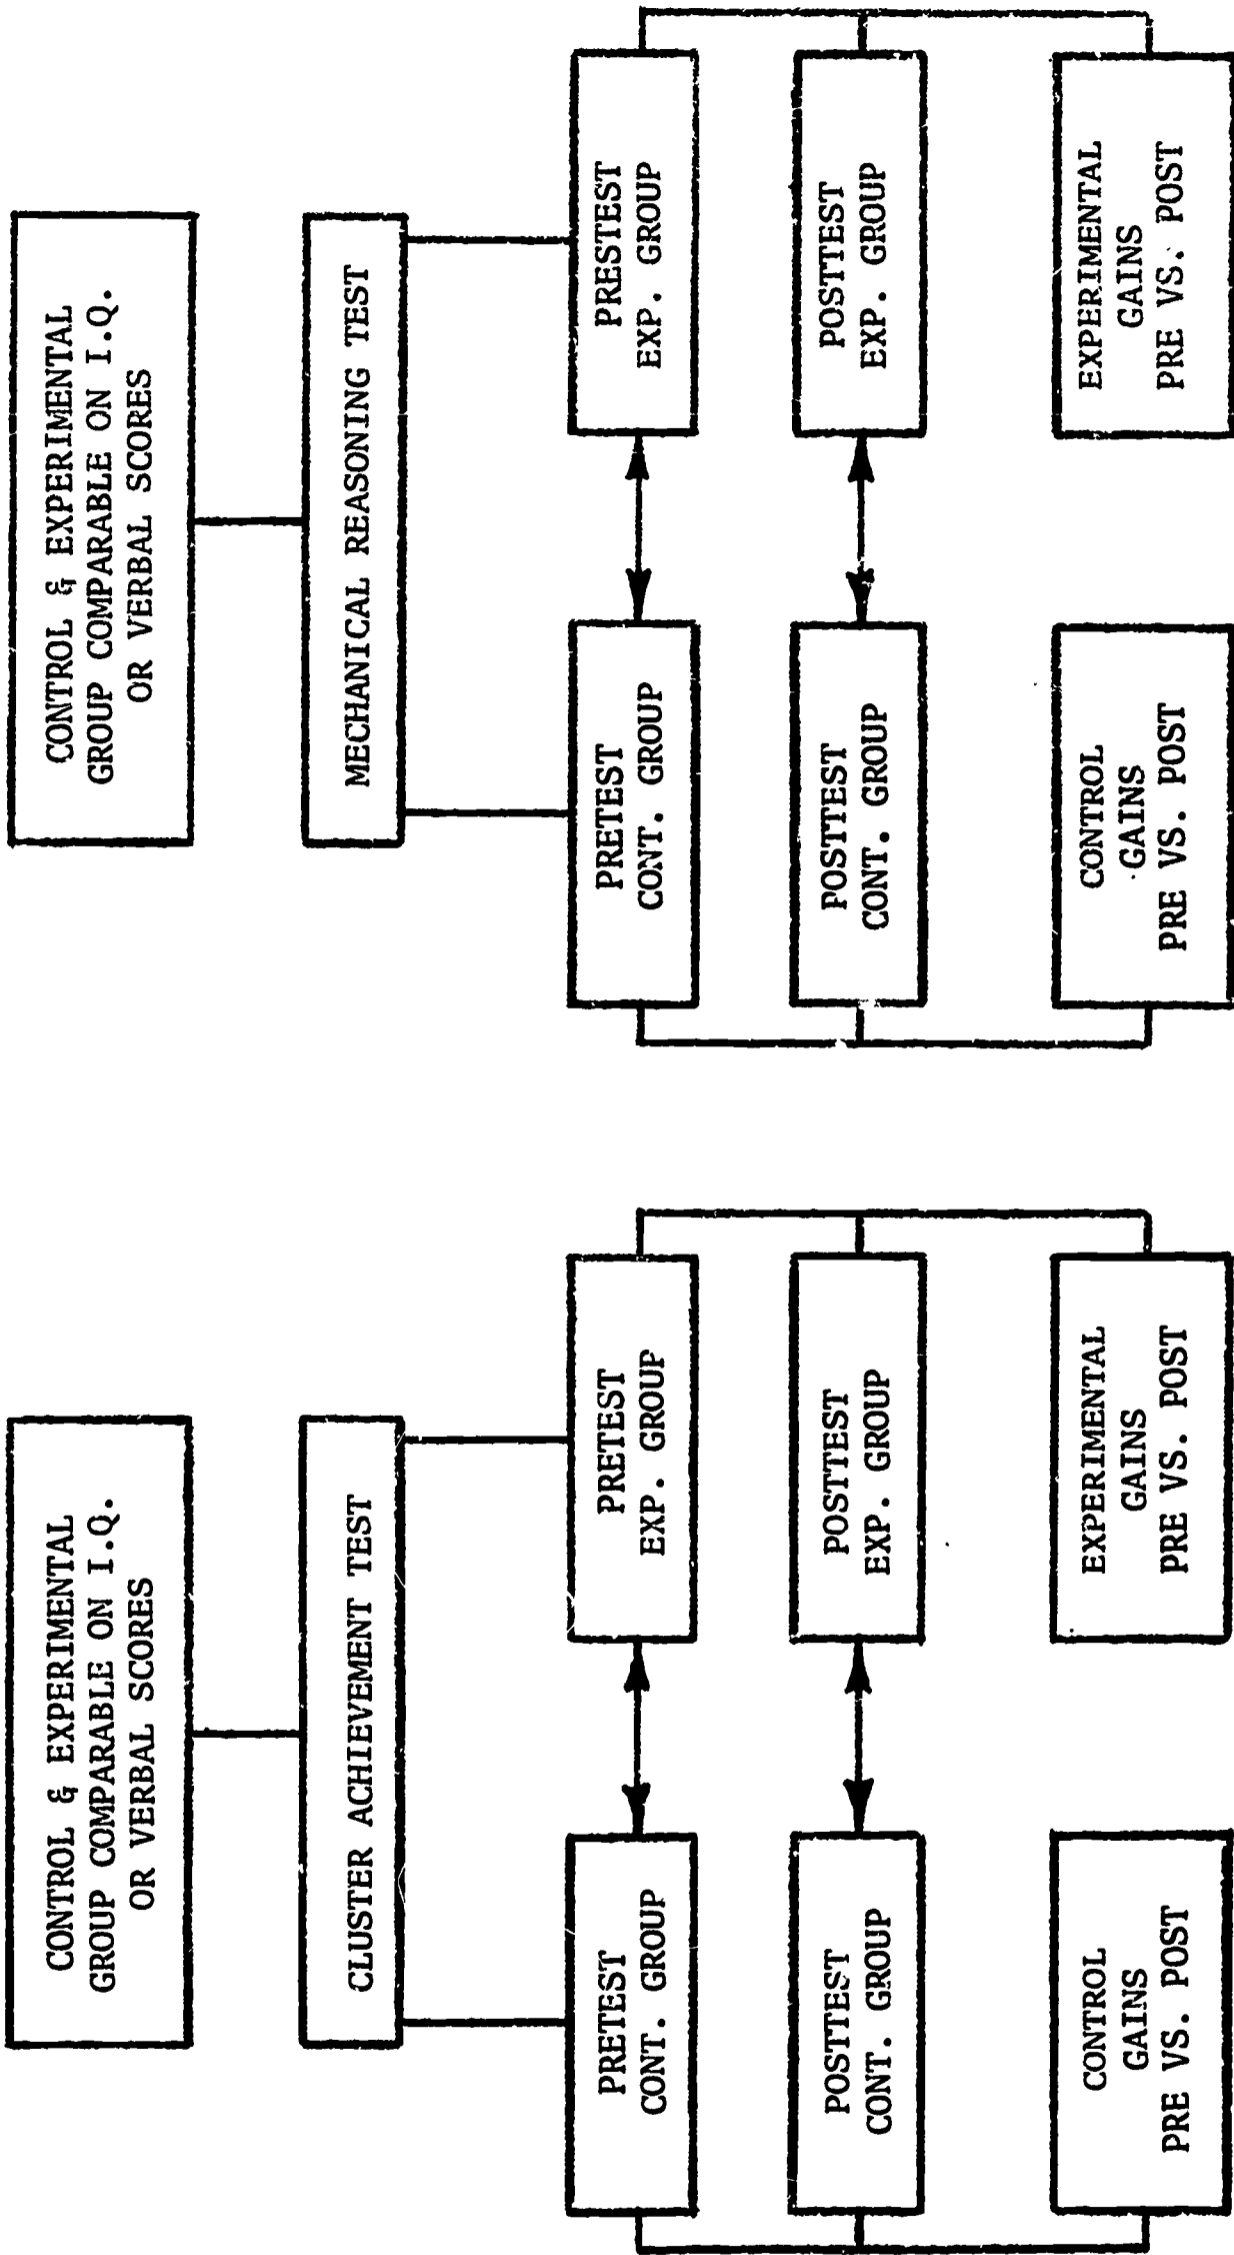 CONTROL & EXPERIMENTAL
GROUP COMPARABLE ON I.Q.
OR VERBAL SCORES
CLUSTER ACHIEVEMENT TEST
PRETEST
CONT. GROUP
PRETEST
EXP. GROUP
POSTTEST
CONT. GROUP
POSTTEST
EXP. GROUP
CONTROL
GAINS
PRE VS. POST
EXPERIMENTAL
GAINS
PRE VS. POST
CONTROL & EXPERIMENTAL
GROUP COMPARABLE ON I.Q.
OR VERBAL SCORES
MECHANICAL REASONING TEST
PRETEST
CONT. GROUP
PRESTEST
EXP. GROUP
POSTTEST
CONT. GROUP
POSTTEST
EXP. GROUP
CONTROL
GAINS
PRE VS. POST
EXPERIMENTAL
GAINS
PRE VS. POST